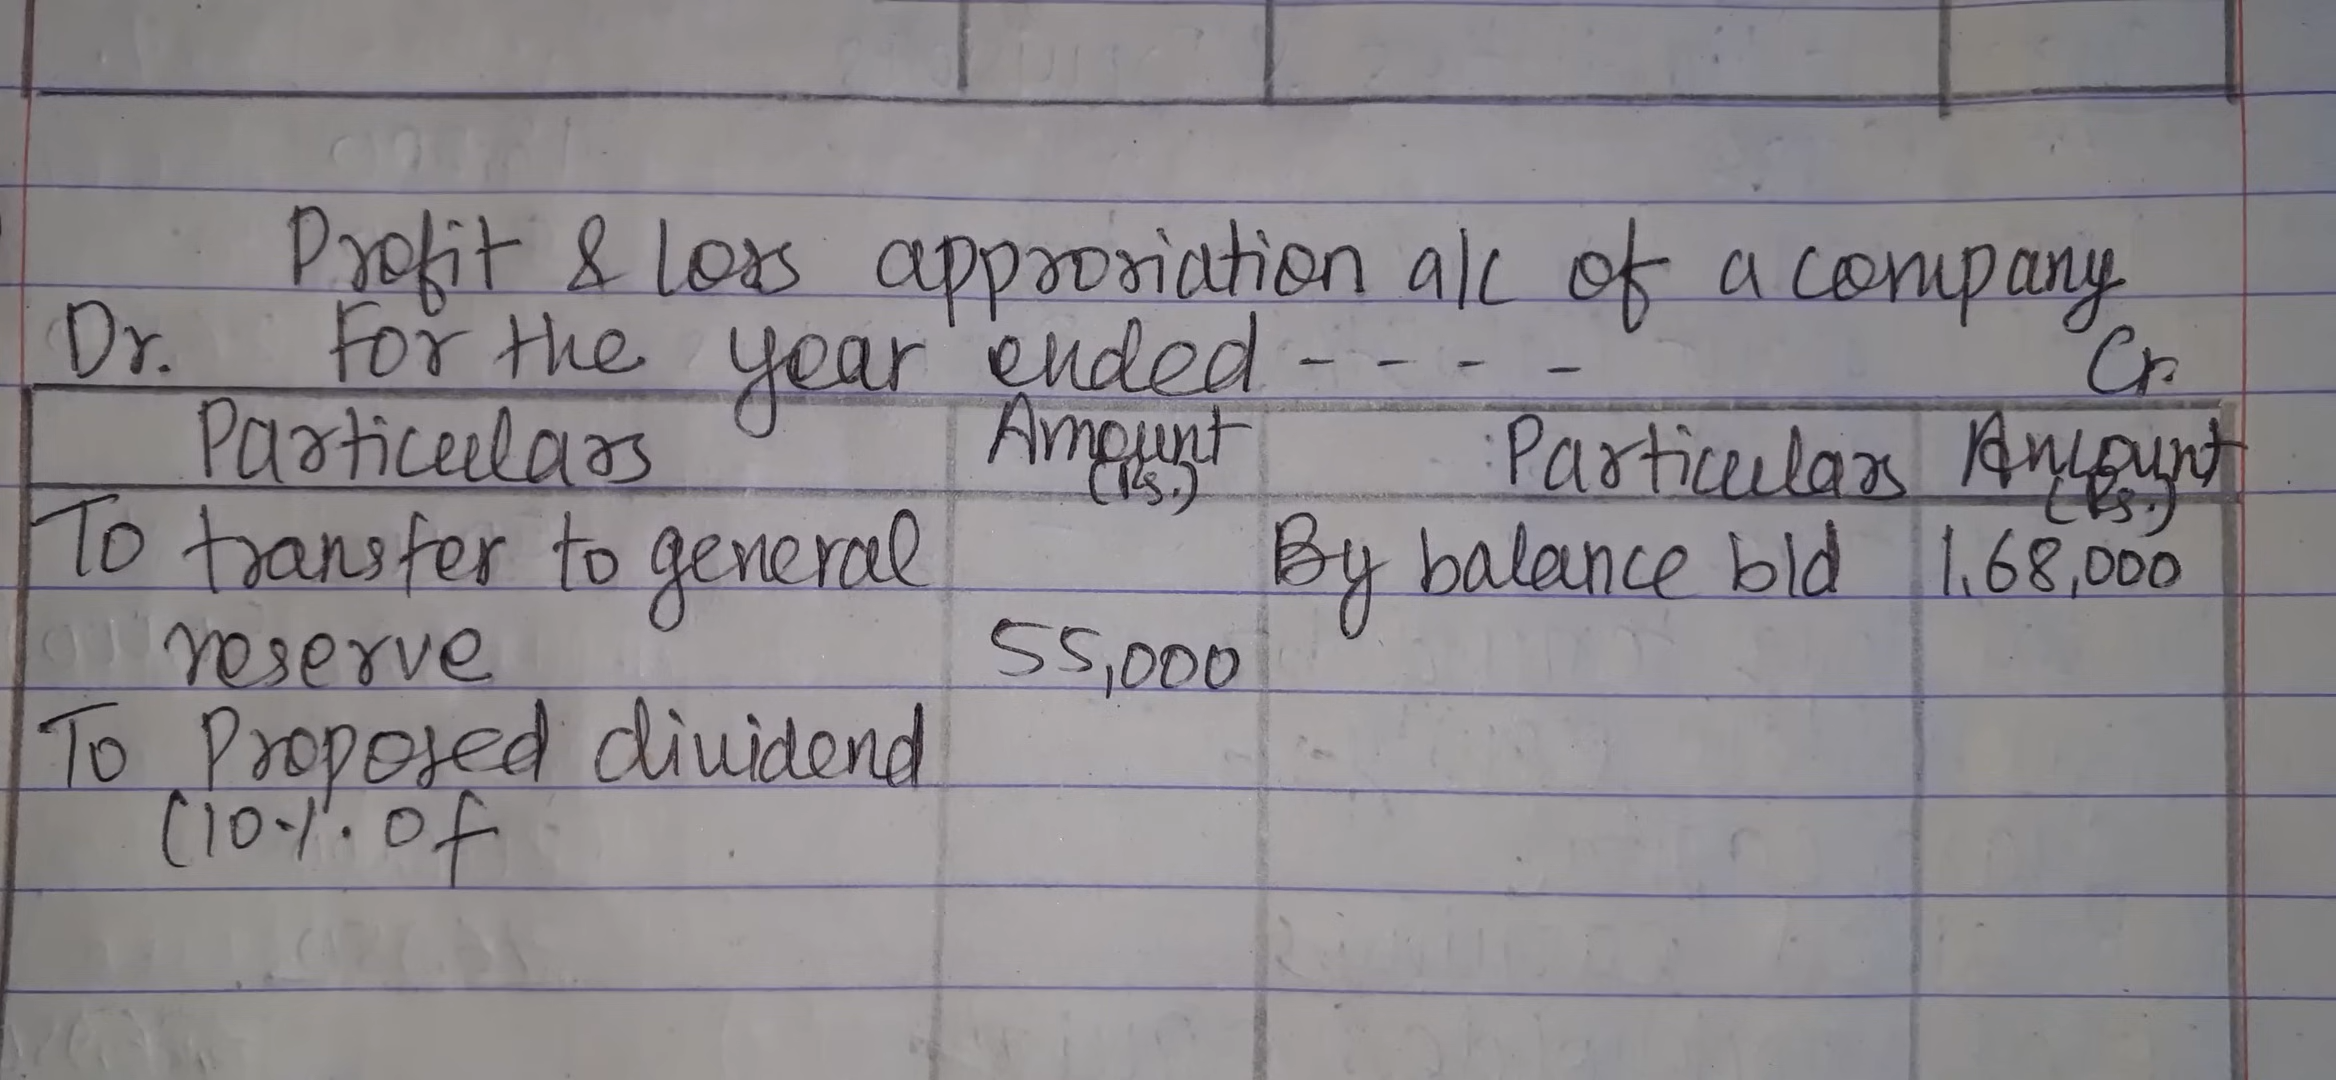 Profit & loss approriation a/c of a company
Dr. For the year ended - - - - Cr.
Particulars Amount (Rs.) Particulars Amount (Rs.)
To transfer to general By balance b/d 1,68,000
reserve 55,000
To Proposed dividend
(10% of